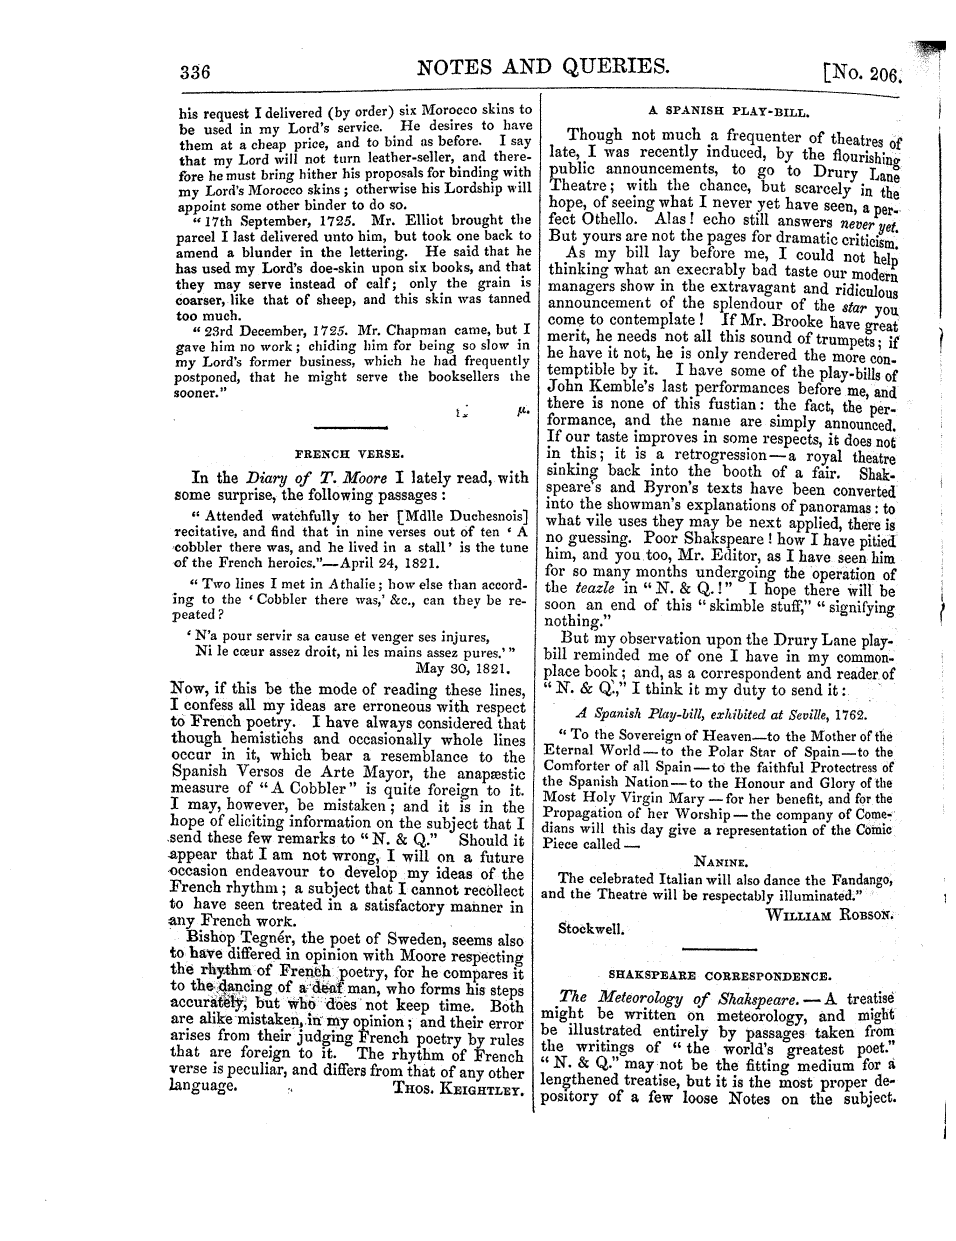 336
NOTES AND QUERIES.
[No. 206.
his request I delivered (by order) six Morocco skins to
be used in my Lord's service. He desires to have
them at a cheap price, and to bind as before. I say
that my Lord will not turn leather-seller, and there-
fore he must bring hither his proposals for binding with
my Lord's Morocco skins; otherwise his Lordship will
appoint some other binder to do so.
"17th September, 1725. Mr. Elliot brought the
parcel I last delivered unto him, but took one back to
amend a blunder in the lettering. He said that he
has used my Lord's doe-skin upon six books, and that
they may serve instead of calf; only the grain is
coarser, like that of sheep, and this skin was tanned
too much.
"23rd December, 1725. Mr. Chapman came, but I
gave him no work; chiding him for being so slow in
my Lord's former business, which he had frequently
postponed, that he might serve the booksellers the
sooner."
μ.
FRENCH VERSE.
In the Diary of T. Moore I lately read, with
some surprise, the following passages:
"Attended watchfully to her [Mdlle Duchesnois]
recitative, and find that in nine verses out of ten 'A
cobbler there was, and he lived in a stall' is the tune
of the French heroics."—April 24, 1821.
"Two lines I met in Athalie; how else than accord-
ing to the 'Cobbler there was,' &c., can they be re-
peated?
'N'a pour servir sa cause et venger ses injures,
Ni le cœur assez droit, ni les mains assez pures.'"
May 30, 1821.
Now, if this be the mode of reading these lines,
I confess all my ideas are erroneous with respect
to French poetry. I have always considered that
though hemistichs and occasionally whole lines
occur in it, which bear a resemblance to the
Spanish Versos de Arte Mayor, the anapæstic
measure of "A Cobbler" is quite foreign to it.
I may, however, be mistaken; and it is in the
hope of eliciting information on the subject that I
send these few remarks to "N. & Q." Should it
appear that I am not wrong, I will on a future
occasion endeavour to develop my ideas of the
French rhythm; a subject that I cannot recollect
to have seen treated in a satisfactory manner in
any French work.
Bishop Tegnér, the poet of Sweden, seems also
to have differed in opinion with Moore respecting
the rhythm of French poetry, for he compares it
to the dancing of a deaf man, who forms his steps
accurately, but who does not keep time. Both
are alike mistaken, in my opinion; and their error
arises from their judging French poetry by rules
that are foreign to it. The rhythm of French
verse is peculiar, and differs from that of any other
language. THOS. KEIGHTLEY.
A SPANISH PLAY-BILL.
Though not much a frequenter of theatres of
late, I was recently induced, by the flourishing
public announcements, to go to Drury Lane
Theatre; with the chance, but scarcely in the
hope, of seeing what I never yet have seen, a per-
fect Othello. Alas! echo still answers never yet.
But yours are not the pages for dramatic criticism.
As my bill lay before me, I could not help
thinking what an execrably bad taste our modern
managers show in the extravagant and ridiculous
announcement of the splendour of the star you
come to contemplate! If Mr. Brooke have great
merit, he needs not all this sound of trumpets; if
he have it not, he is only rendered the more con-
temptible by it. I have some of the play-bills of
John Kemble's last performances before me, and
there is none of this fustian: the fact, the per-
formance, and the name are simply announced.
If our taste improves in some respects, it does not
in this; it is a retrogression—a royal theatre
sinking back into the booth of a fair. Shak-
speare's and Byron's texts have been converted
into the showman's explanations of panoramas: to
what vile uses they may be next applied, there is
no guessing. Poor Shakspeare! how I have pitied
him, and you too, Mr. Editor, as I have seen him
for so many months undergoing the operation of
the teazle in "N. & Q.!" I hope there will be
soon an end of this "skimble stuff," "signifying
nothing."
But my observation upon the Drury Lane play-
bill reminded me of one I have in my common-
place book; and, as a correspondent and reader of
"N. & Q.," I think it my duty to send it:
A Spanish Play-bill, exhibited at Seville, 1762.
"To the Sovereign of Heaven—to the Mother of the
Eternal World—to the Polar Star of Spain—to the
Comforter of all Spain—to the faithful Protectress of
the Spanish Nation—to the Honour and Glory of the
Most Holy Virgin Mary—for her benefit, and for the
Propagation of her Worship—the company of Come-
dians will this day give a representation of the Comic
Piece called—
NANINE.
The celebrated Italian will also dance the Fandango,
and the Theatre will be respectably illuminated."
WILLIAM ROBSON.
Stockwell.
SHAKSPEARE CORRESPONDENCE.
The Meteorology of Shakspeare.—A treatise
might be written on meteorology, and might
be illustrated entirely by passages taken from
the writings of "the world's greatest poet."
"N. & Q." may not be the fitting medium for a
lengthened treatise, but it is the most proper de-
pository of a few loose Notes on the subject.